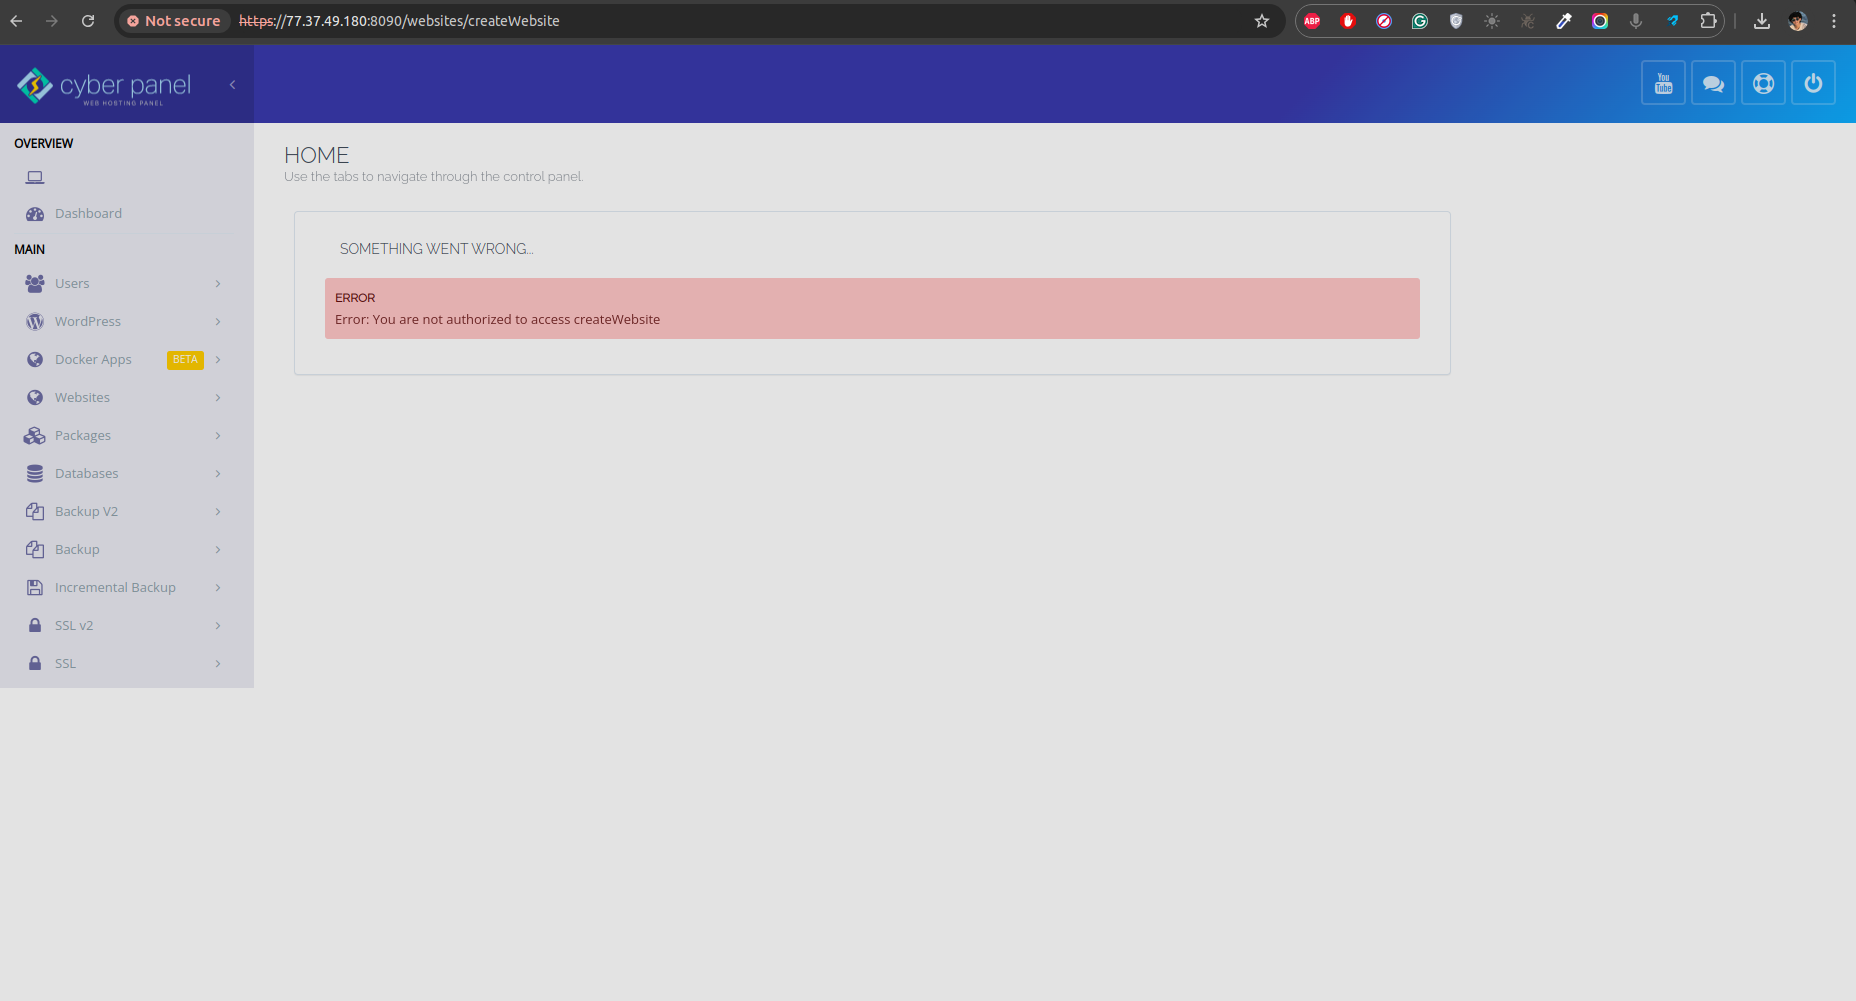 Not secure https://77.37.49.180:8090/websites/createWebsite
ABP
cyber panel
WEB HOSTING PANEL
You
Tube
OVERVIEW
Dashboard
MAIN
Users
WordPress
Docker Apps BETA
Websites
Packages
Databases
Backup V2
Backup
Incremental Backup
SSL v2
SSL
HOME
Use the tabs to navigate through the control panel.
SOMETHING WENT WRONG...
ERROR
Error: You are not authorized to access createWebsite